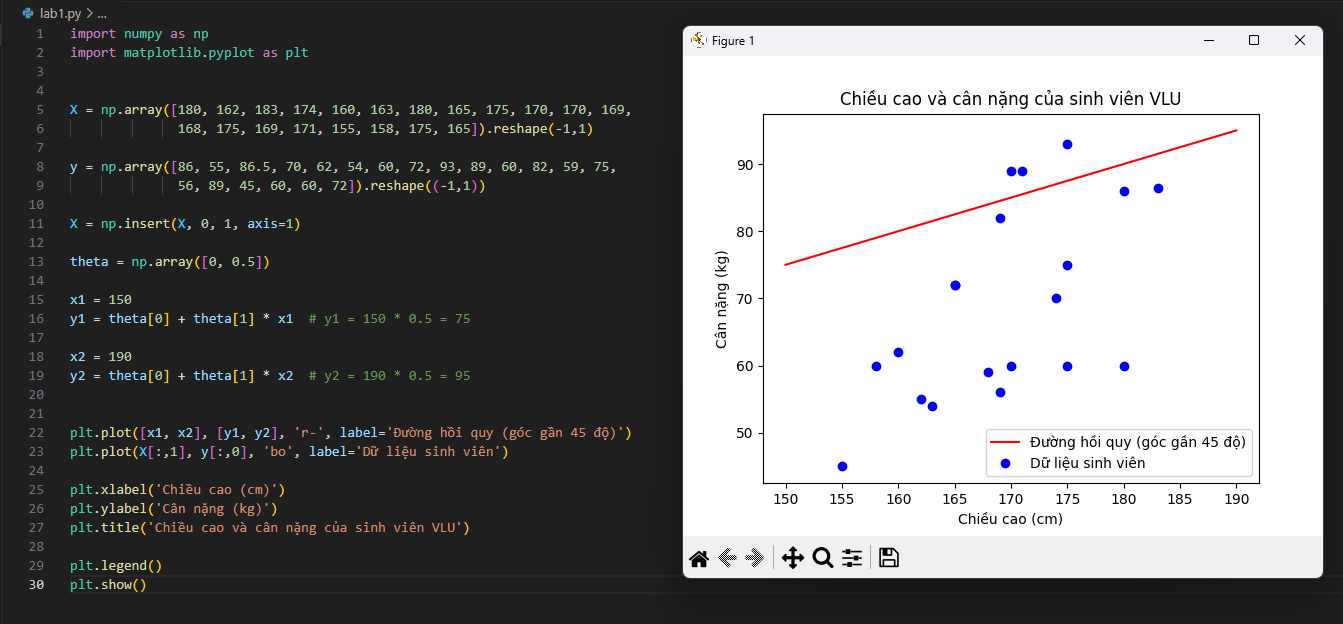 lab1.py > ...
1 import numpy as np
2 import matplotlib.pyplot as plt
3
4
5 X = np.array([180, 162, 183, 174, 160, 163, 180, 165, 175, 170, 170, 169,
6 168, 175, 169, 171, 155, 158, 175, 165]).reshape(-1,1)
7
8 y = np.array([86, 55, 86.5, 70, 62, 54, 60, 72, 93, 89, 60, 82, 59, 75,
9 56, 89, 45, 60, 60, 72]).reshape((-1,1))
10
11 X = np.insert(X, 0, 1, axis=1)
12
13 theta = np.array([0, 0.5])
14
15 x1 = 150
16 y1 = theta[0] + theta[1] * x1  # y1 = 150 * 0.5 = 75
17
18 x2 = 190
19 y2 = theta[0] + theta[1] * x2  # y2 = 190 * 0.5 = 95
20
21
22 plt.plot([x1, x2], [y1, y2], 'r-', label='Đường hồi quy (góc gần 45 độ)')
23 plt.plot(X[:,1], y[:,0], 'bo', label='Dữ liệu sinh viên')
24
25 plt.xlabel('Chiều cao (cm)')
26 plt.ylabel('Cân nặng (kg)')
27 plt.title('Chiều cao và cân nặng của sinh viên VLU')
28
29 plt.legend()
30 plt.show()
Figure 1
Chiều cao và cân nặng của sinh viên VLU
90
80
70
60
50
Cân nặng (kg)
Đường hồi quy (góc gần 45 độ)
Dữ liệu sinh viên
150 155 160 165 170 175 180 185 190
Chiều cao (cm)